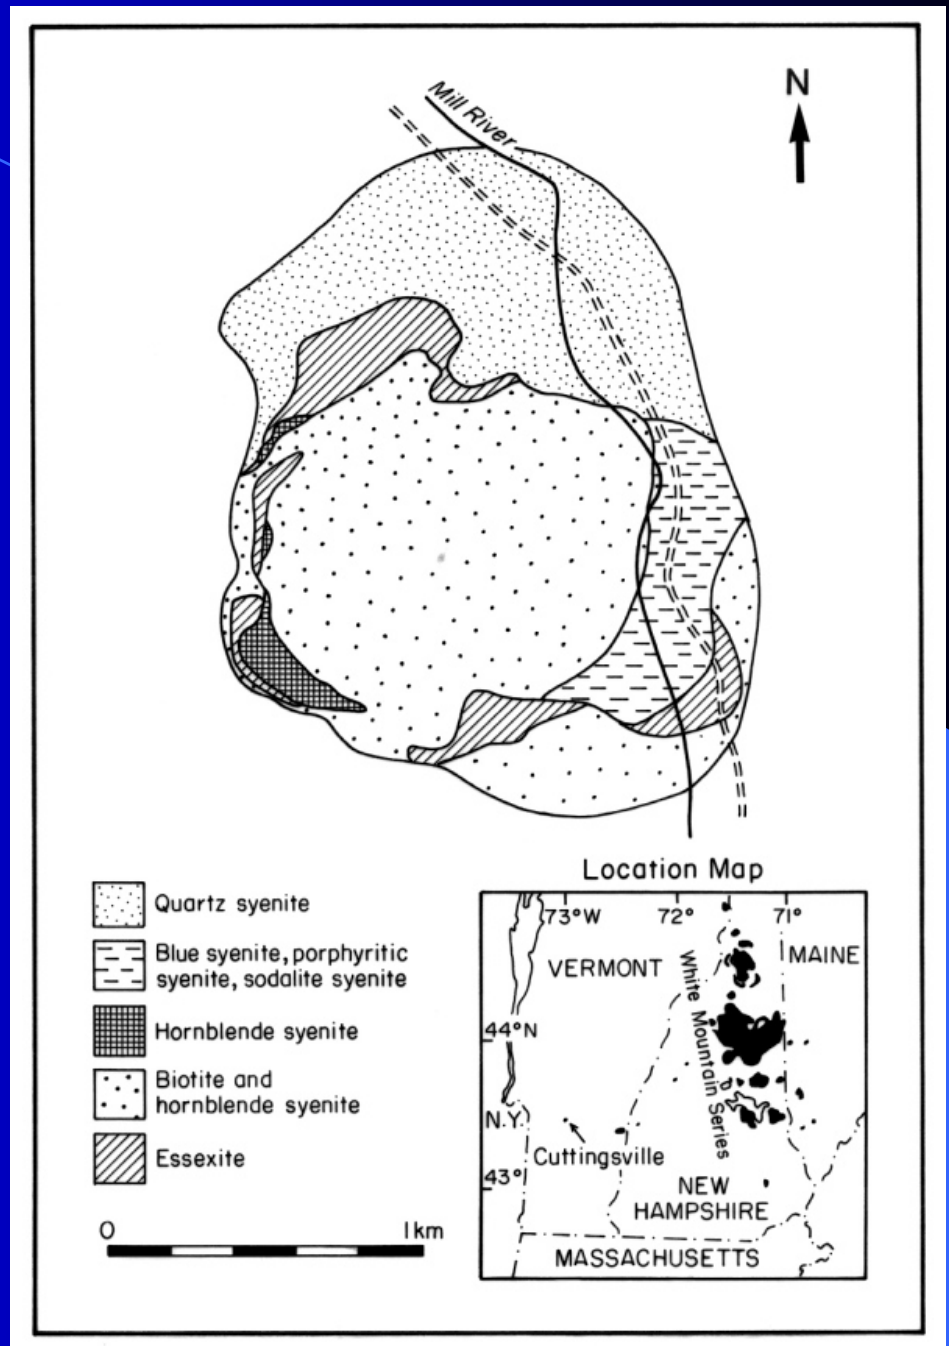 N
Mill River
Quartz syenite
Blue syenite, porphyritic
syenite, sodalite syenite
Hornblende syenite
Biotite and
hornblende syenite
Essexite
0 1km
Location Map
73°W 72° 71°
VERMONT
MAINE
White Mountain Series
44°N
N.Y.
Cuttingsville
43°
NEW
HAMPSHIRE
MASSACHUSETTS